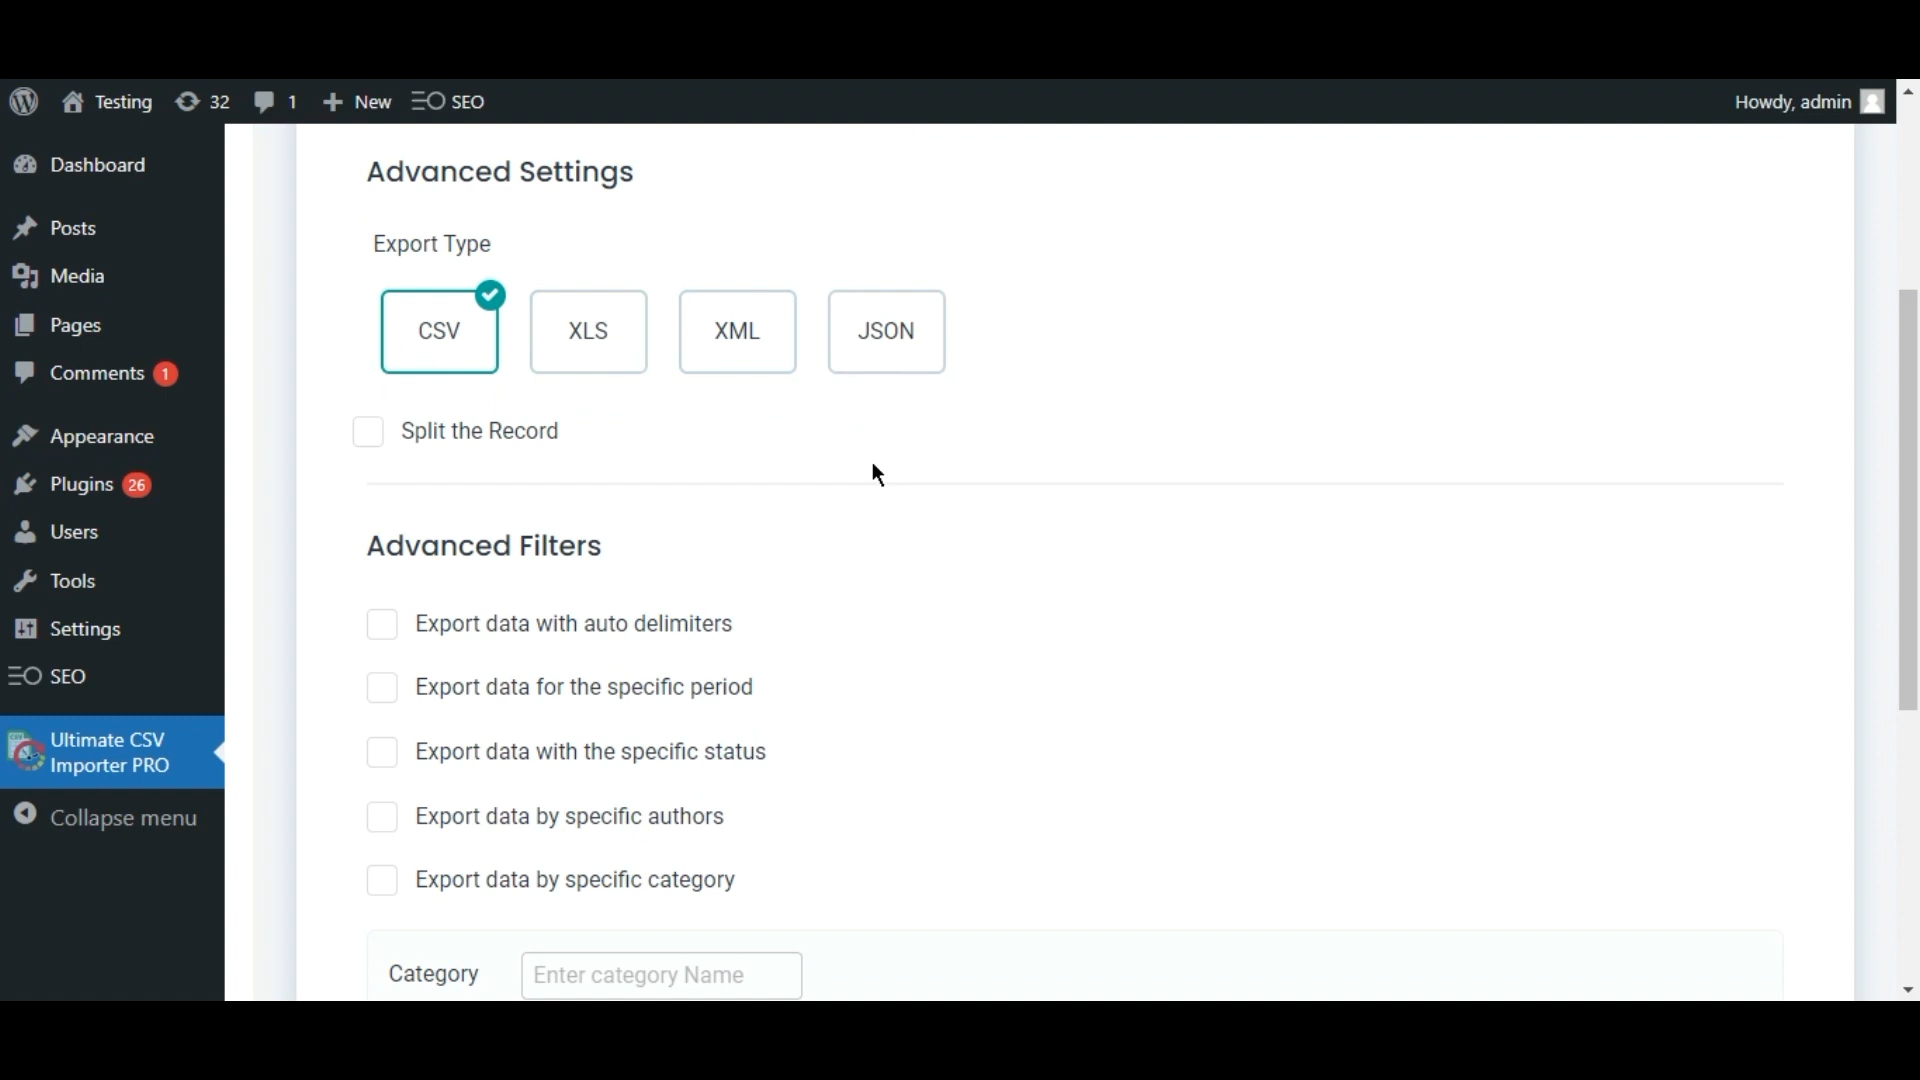 Testing 32 1 New SEO Howdy, admin
Dashboard
Posts
Media
Pages
Comments 1
Appearance
Plugins 26
Users
Tools
Settings
SEO
Ultimate CSV
Importer PRO
Collapse menu
Advanced Settings
Export Type
CSV XLS XML JSON
Split the Record
Advanced Filters
Export data with auto delimiters
Export data for the specific period
Export data with the specific status
Export data by specific authors
Export data by specific category
Category Enter category Name